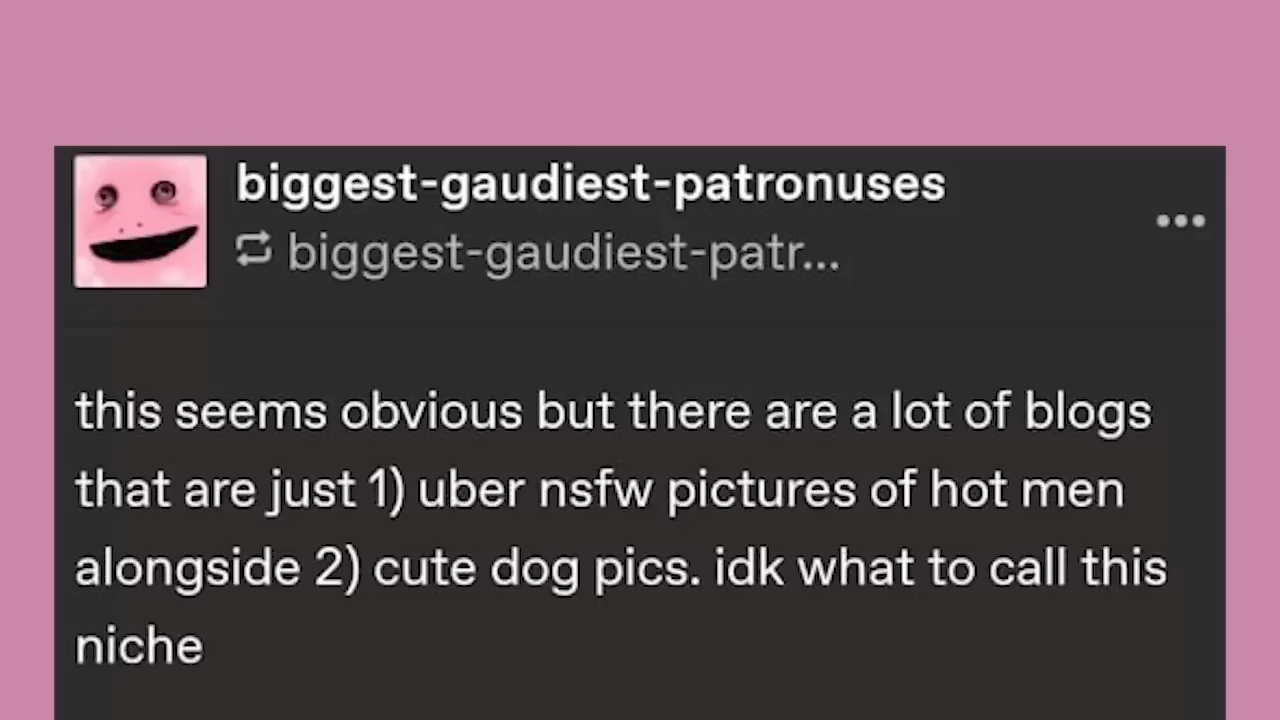 biggest-gaudiest-patronuses
biggest-gaudiest-patr...
this seems obvious but there are a lot of blogs
that are just 1) uber nsfw pictures of hot men
alongside 2) cute dog pics. idk what to call this
niche